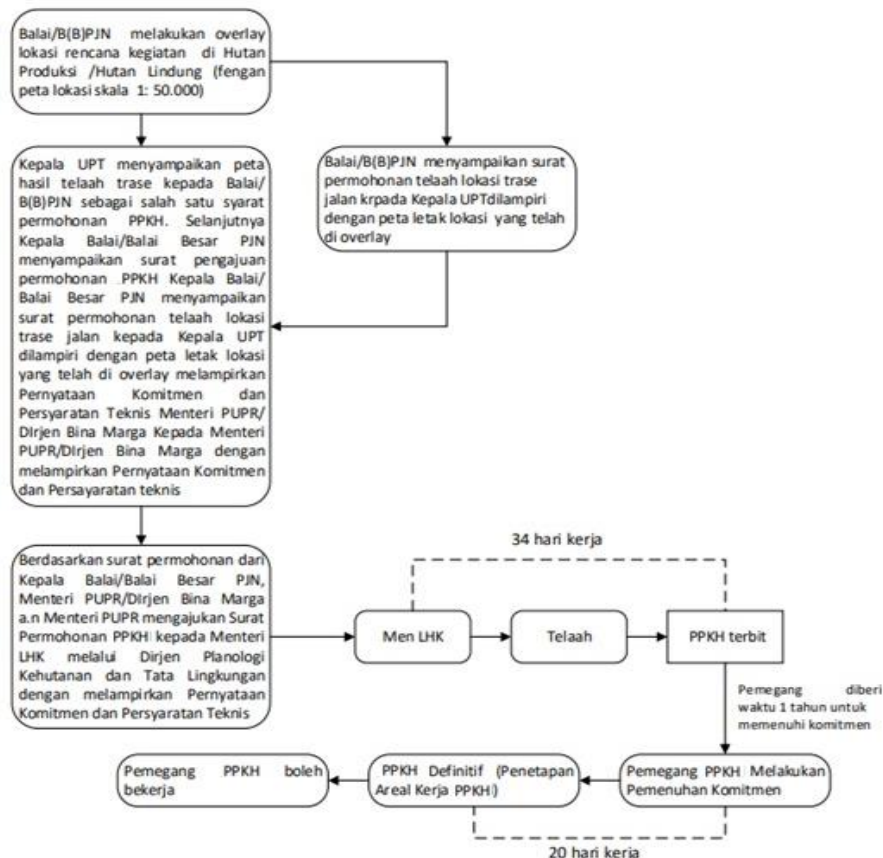 Balai/B(B)PJN melakukan overlay
lokasi rencana kegiatan di Hutan
Produksi /Hutan Lindung (fengan
peta lokasi skala 1: 50.000)
Kepala UPT menyampaikan peta
hasil telaah trase kepada Balai/
B(B)PJN sebagai salah satu syarat
permohonan PPKH. Selanjutnya
Kepala Balai/Balai Besar PJN
menyampaikan surat pengajuan
permohonan PPKH Kepala Balai/
Balai Besar PJN menyampaikan
surat permohonan telaah lokasi
trase jalan kepada Kepala UPT
dilampiri dengan peta letak lokasi
yang telah di overlay melampirkan
Pernyataan Komitmen dan
Persyaratan Teknis Menteri PUPR/
DIrjen Bina Marga Kepada Menteri
PUPR/DIrjen Bina Marga dengan
melampirkan Pernyataan Komitmen
dan Persayaratan teknis
Balai/B(B)PJN menyampaikan surat
permohonan telaah lokasi trase
jalan krpada Kepala UPTdilampiri
dengan peta letak lokasi yang telah
di overlay
Berdasarkan surat permohonan dari
Kepala Balai/Balai Besar PJN,
Menteri PUPR/DIrjen Bina Marga
a.n Menteri PUPR mengajukan Surat
Permohonan PPKH kepada Menteri
LHK melalui Dirjen Planologi
Kehutanan dan Tata Lingkungan
dengan melampirkan Pernyataan
Komitmen dan Persyaratan Teknis
34 hari kerja
Men LHK
Telaah
PPKH terbit
Pemegang diberi
waktu 1 tahun untuk
memenuhi komitmen
Pemegang PPKH Melakukan
Pemenuhan Komitmen
PPKH Definitif (Penetapan
Areal Kerja PPKH)
Pemegang PPKH boleh
bekerja
20 hari kerja